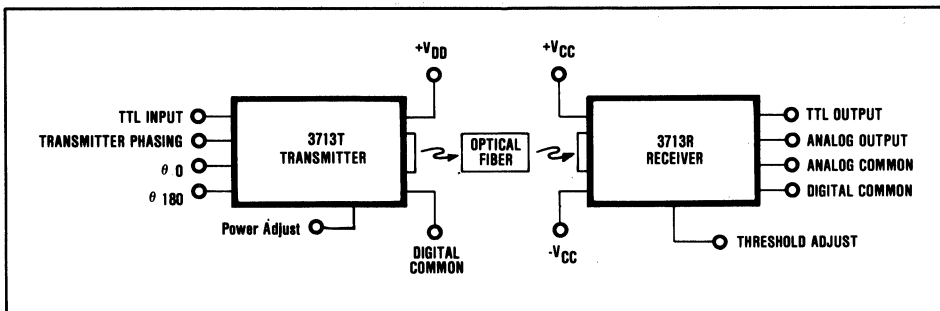 +VDD
+VCC
TTL INPUT
TRANSMITTER PHASING
θ 0
θ 180
3713T
TRANSMITTER
OPTICAL
FIBER
3713R
RECEIVER
TTL OUTPUT
ANALOG OUTPUT
ANALOG COMMON
DIGITAL COMMON
Power Adjust
DIGITAL
COMMON
-VCC
THRESHOLD ADJUST